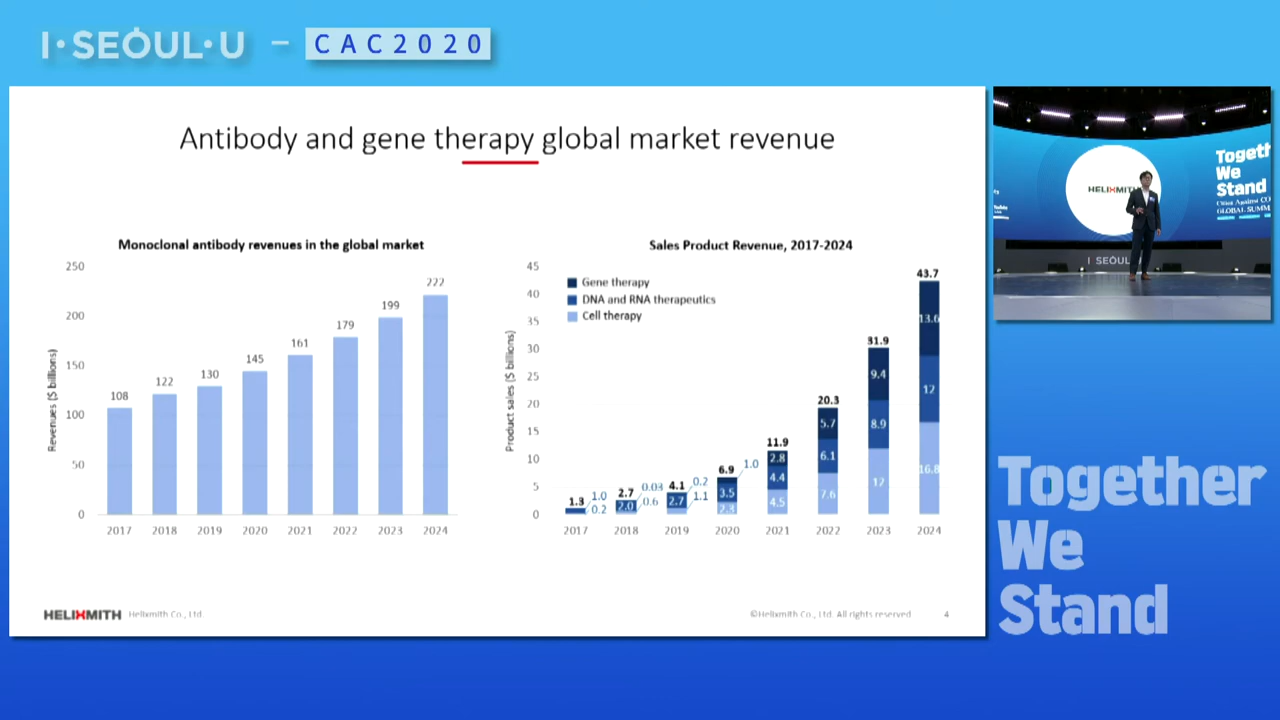 I·SEOUL·U – CAC2020
Antibody and gene therapy global market revenue
Monoclonal antibody revenues in the global market
Revenues ($ billions)
250
200
150
100
50
0
108
122
130
145
161
179
199
222
2017 2018 2019 2020 2021 2022 2023 2024
Sales Product Revenue, 2017-2024
Product sales ($ billions)
45
40
35
30
25
20
15
10
5
0
Gene therapy
DNA and RNA therapeutics
Cell therapy
1.3
1.0
0.2
2.7
0.03
2.0
0.6
4.1
0.2
2.7
1.1
6.9
1.0
3.5
2.3
11.9
2.8
4.4
4.5
20.3
5.7
6.1
7.6
31.9
9.4
8.9
12
43.7
13.6
12
16.8
2017 2018 2019 2020 2021 2022 2023 2024
HELIXMITH Helixmith Co., Ltd.
©Helixmith Co., Ltd. All rights reserved 4
HELIXMITH
Togeth
We
Stand
GLOBAL SUMM
I SEOUL
Together
We
Stand